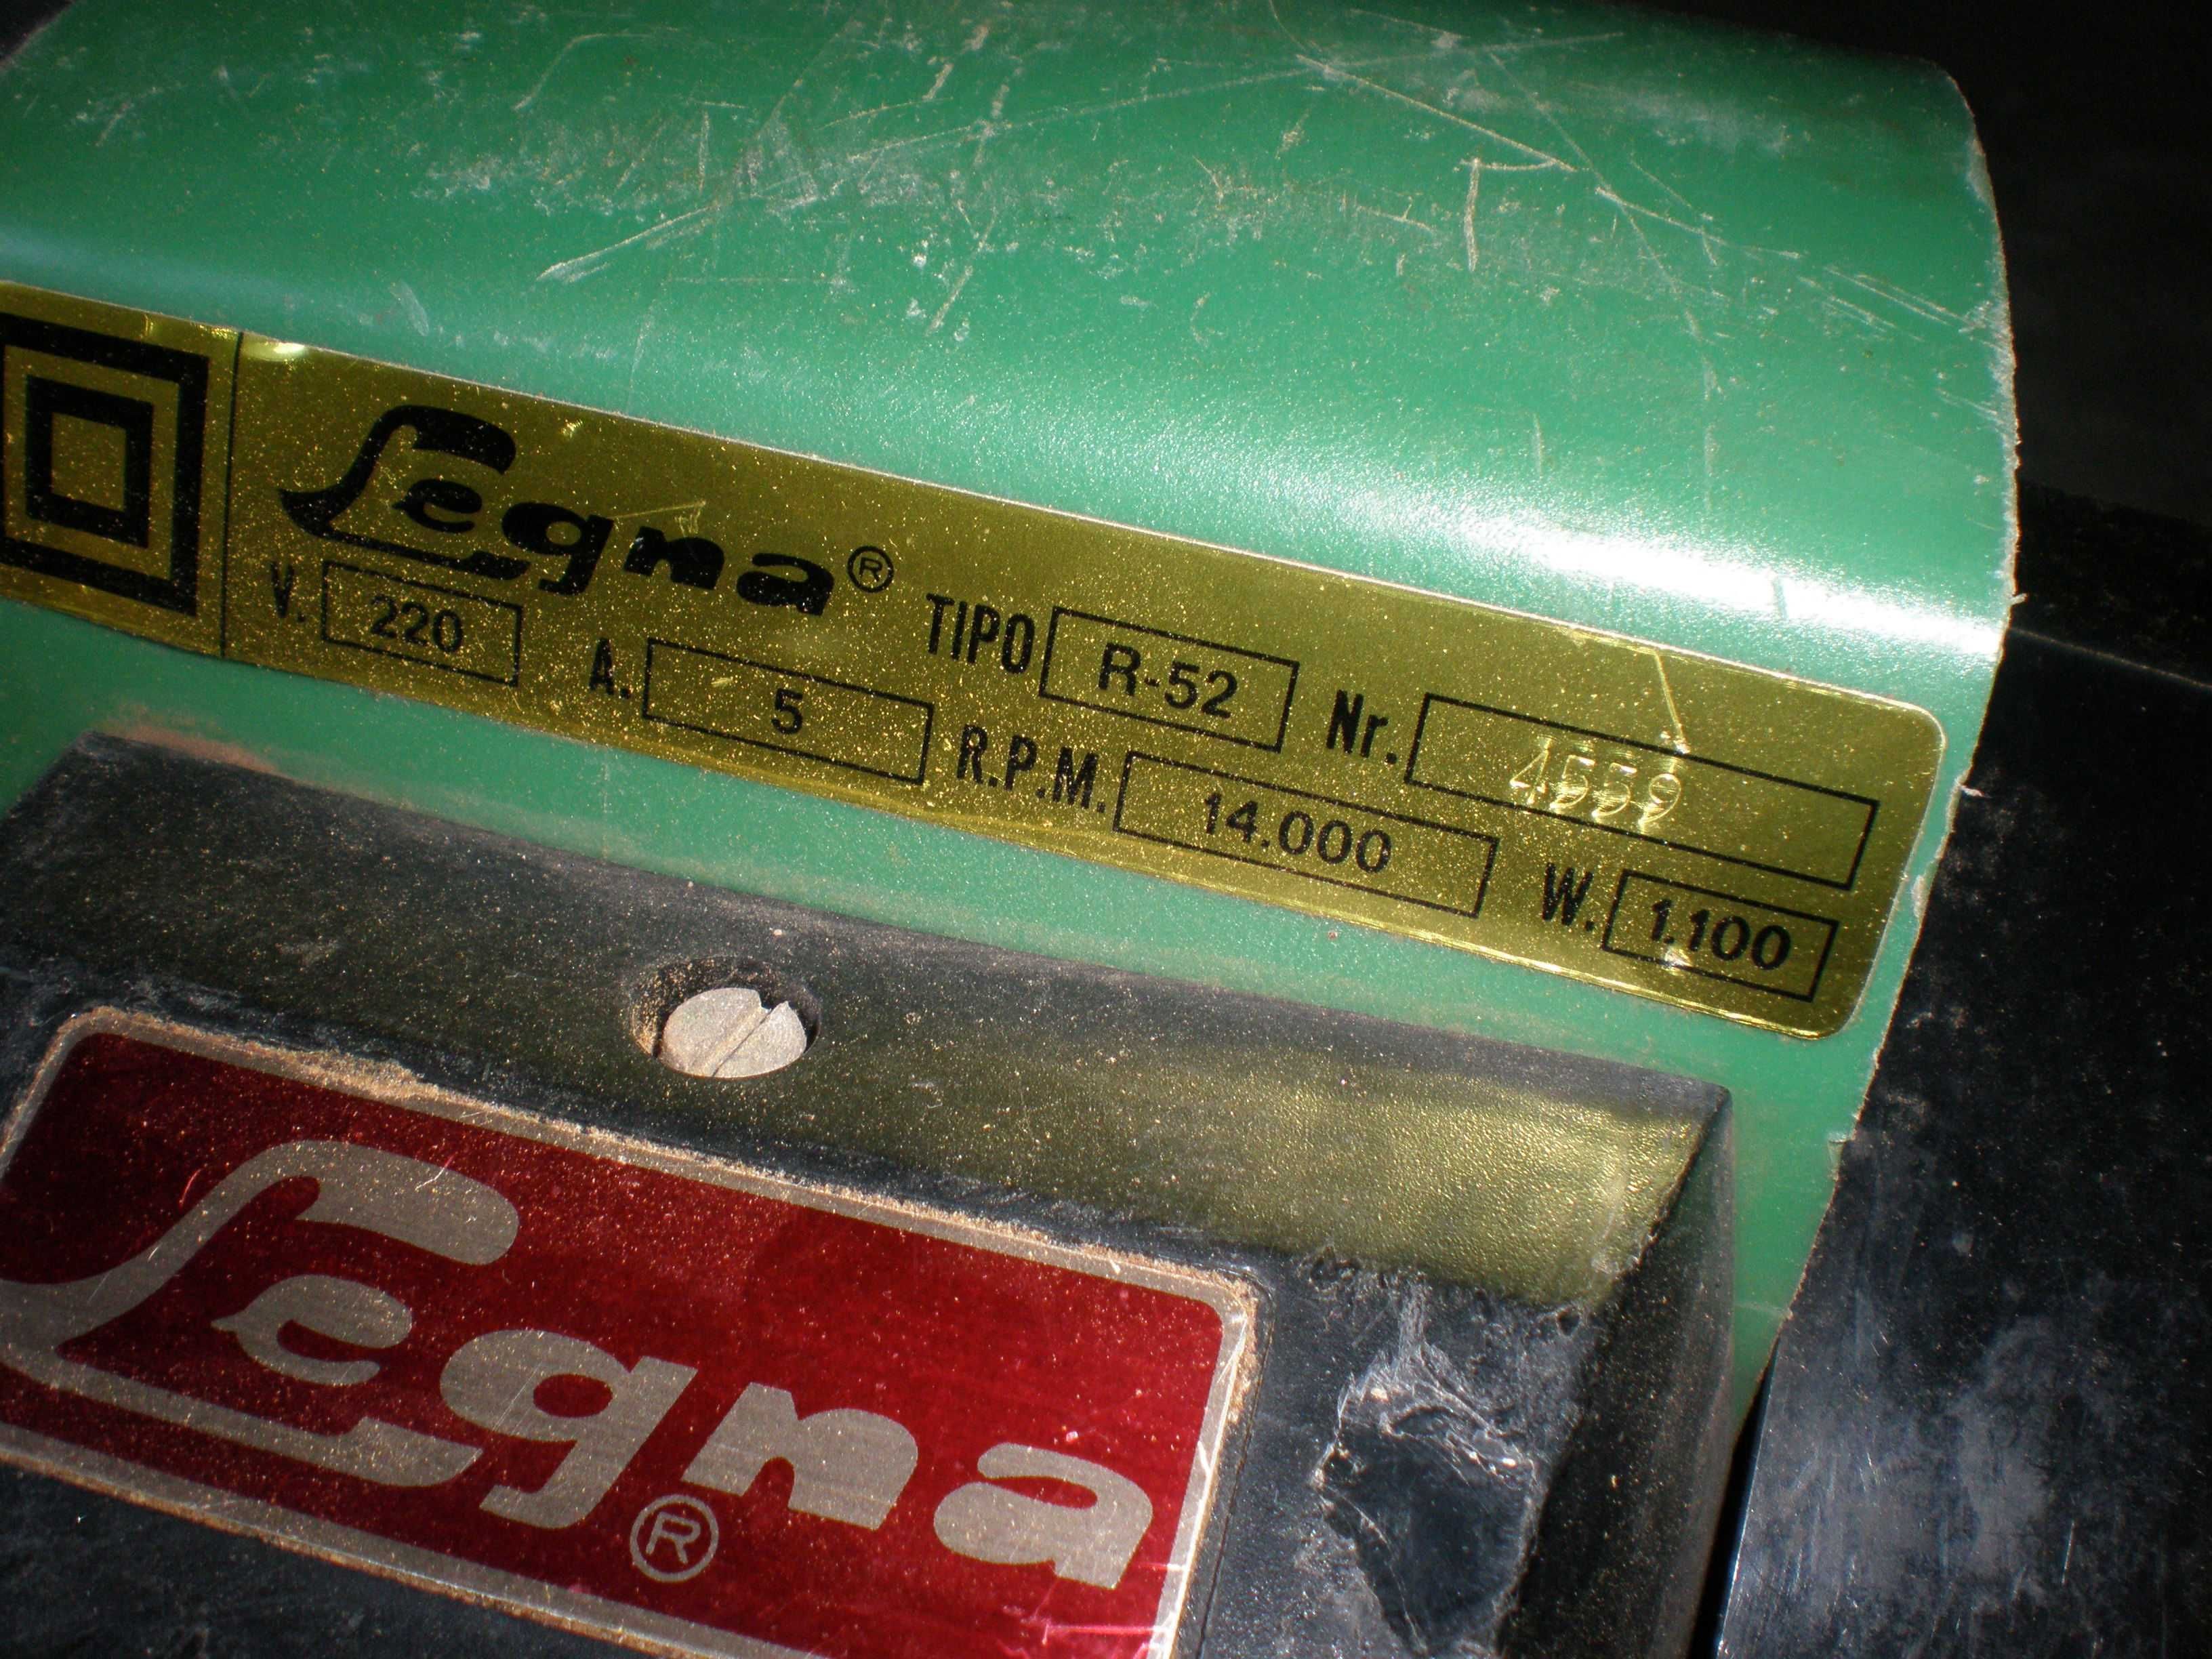 Legna®
TIPO R-52 Nr. 4559
V. 220 A. 5 R.P.M. 14.000 W. 1.100
Legna®